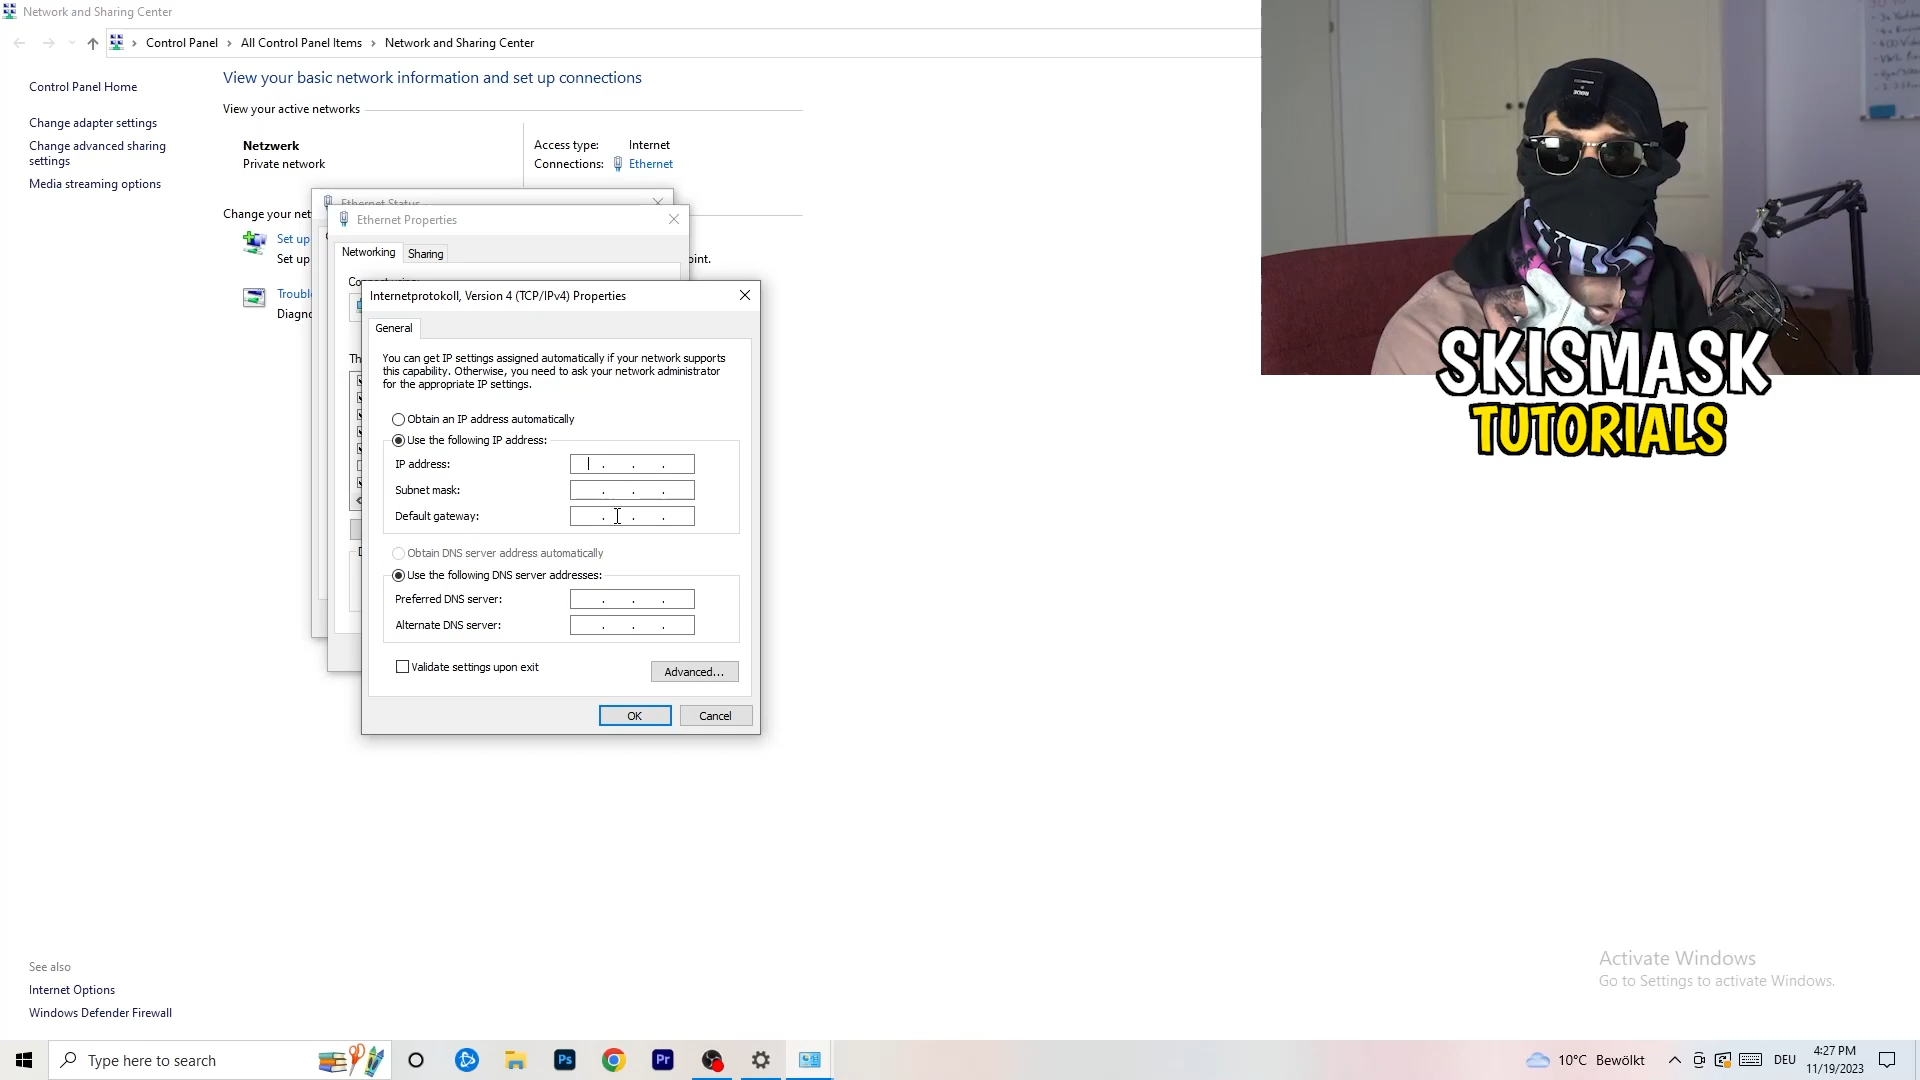 Network and Sharing Center
Control Panel
All Control Panel Items
Network and Sharing Center
Control Panel Home
Change adapter settings
Change advanced sharing
settings
Media streaming options
View your basic network information and set up connections
View your active networks
Netzwerk
Private network
Access type: Internet
Connections: Ethernet
Change your net
Set up
Set up
oint.
Troubl
Diagno
Ethernet Status
Ethernet Properties
Networking
Sharing
Th
Internetprotokoll, Version 4 (TCP/IPv4) Properties
General
You can get IP settings assigned automatically if your network supports
this capability. Otherwise, you need to ask your network administrator
for the appropriate IP settings.
Obtain an IP address automatically
Use the following IP address:
IP address:
Subnet mask:
Default gateway:
Obtain DNS server address automatically
Use the following DNS server addresses:
Preferred DNS server:
Alternate DNS server:
Validate settings upon exit
Advanced...
OK
Cancel
SKISMASK
TUTORIALS
See also
Internet Options
Windows Defender Firewall
Activate Windows
Go to Settings to activate Windows.
Type here to search
Ps
Pr
10°C Bewölkt
DEU
4:27 PM
11/19/2023